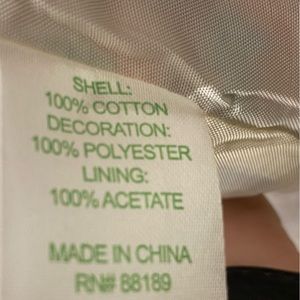 SHELL:
100% COTTON
DECORATION:
100% POLYESTER
LINING:
100% ACETATE
MADE IN CHINA
RN# 88189